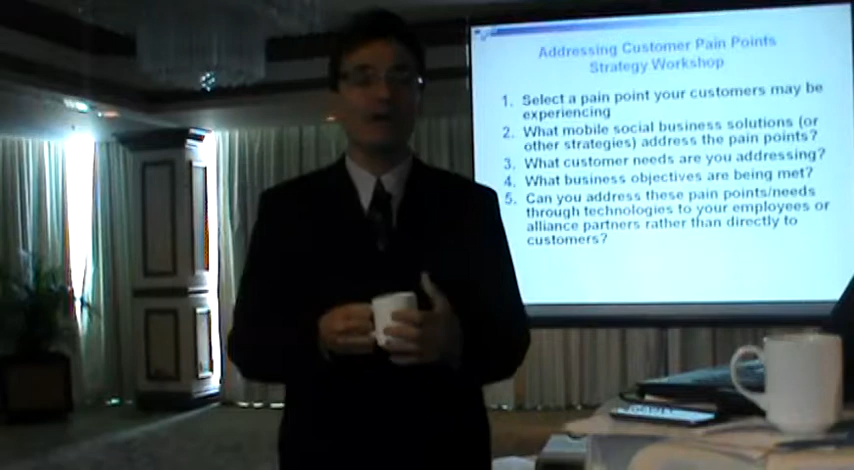 Addressing Customer Pain Points
Strategy Workshop
1. Select a pain point your customers may be
experiencing
2. What mobile social business solutions (or
other strategies) address the pain points?
3. What customer needs are you addressing?
4. What business objectives are being met?
5. Can you address these pain points/needs
through technologies to your employees or
alliance partners rather than directly to
customers?